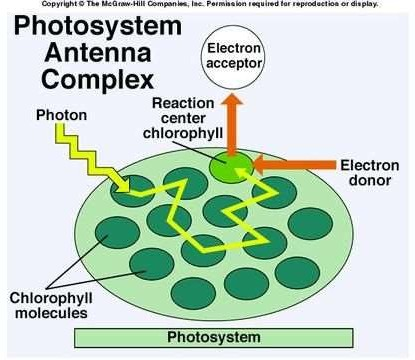 Copyright © The McGraw-Hill Companies, Inc. Permission required for reproduction or display.
Photosystem
Antenna
Complex
Electron
acceptor
Reaction
center
chlorophyll
Photon
Electron
donor
Chlorophyll
molecules
Photosystem